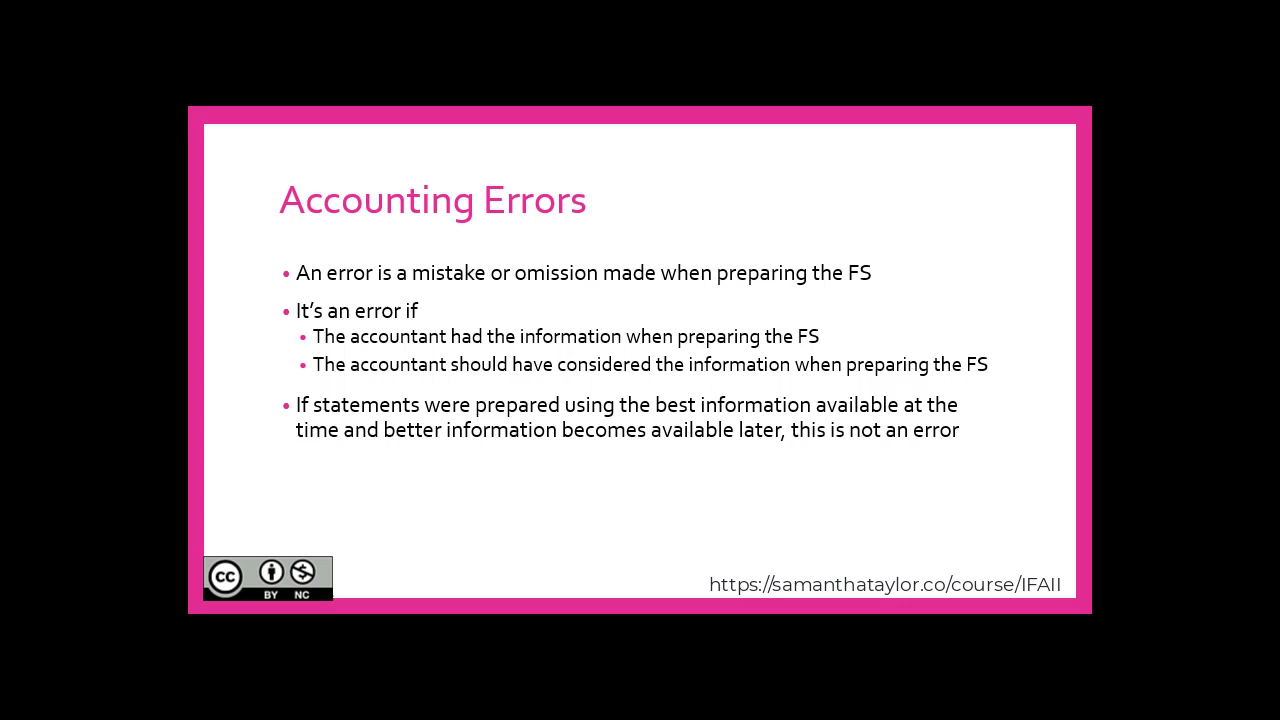 Accounting Errors
• An error is a mistake or omission made when preparing the FS
• It's an error if
• The accountant had the information when preparing the FS
• The accountant should have considered the information when preparing the FS
• If statements were prepared using the best information available at the
time and better information becomes available later, this is not an error
cc
BY NC
https://samanthataylor.co/course/IFAII